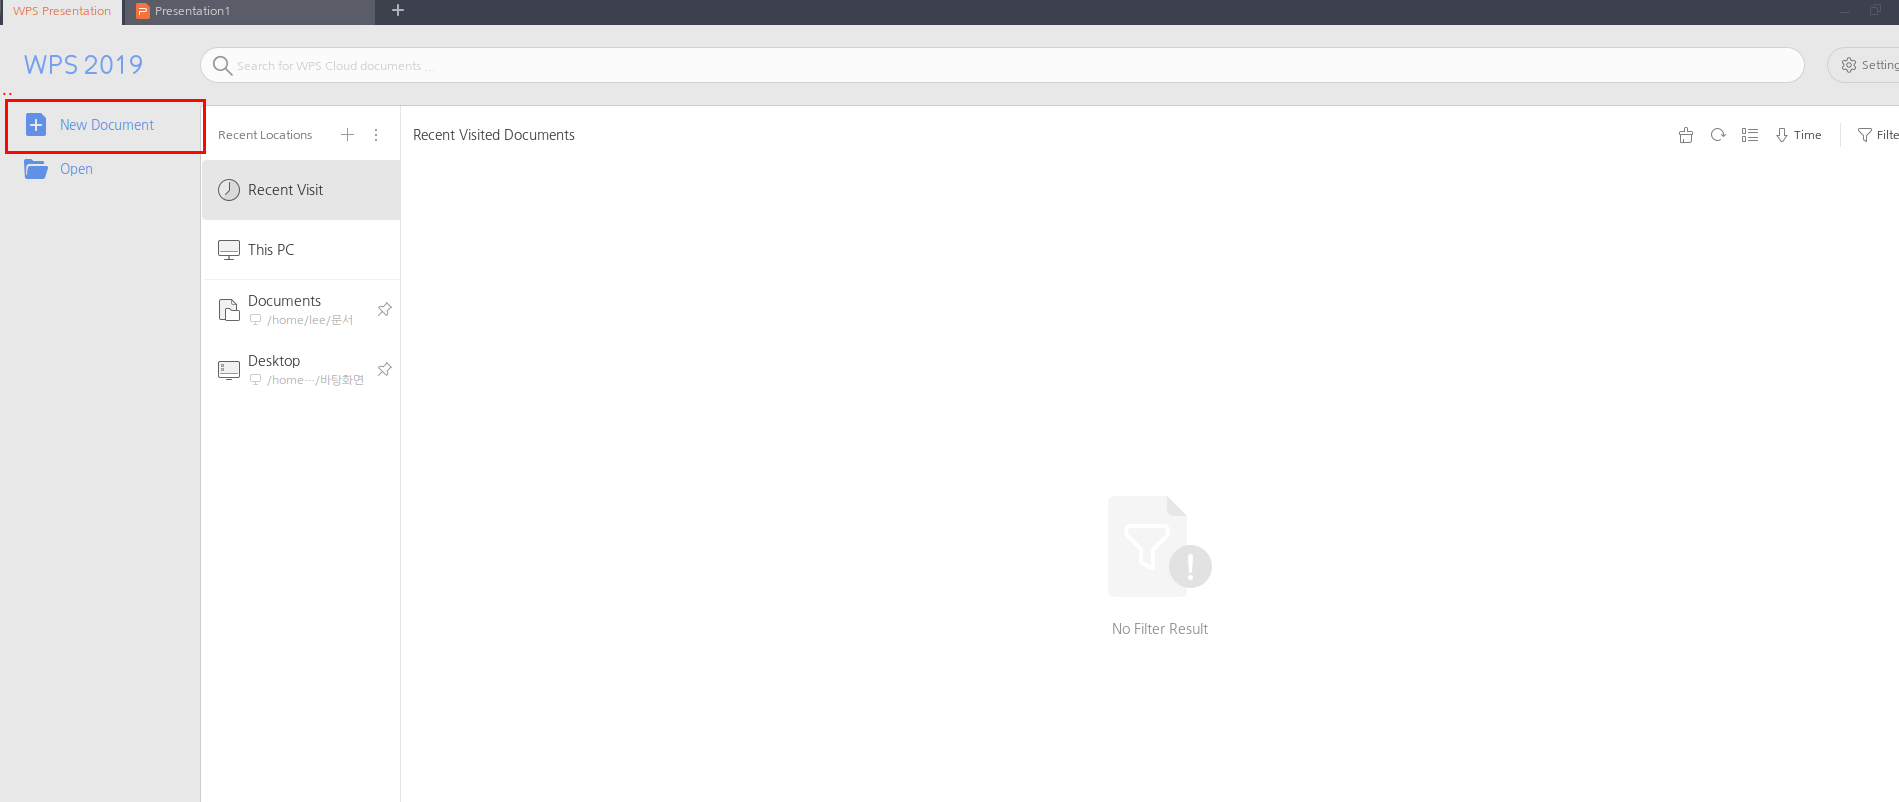 WPS Presentation
Presentation1
WPS 2019
Search for WPS Cloud documents ...
Setting
New Document
Open
Recent Locations
Recent Visited Documents
Time
Filte
Recent Visit
This PC
Documents
/home/lee/문서
Desktop
/home···/바탕화면
No Filter Result